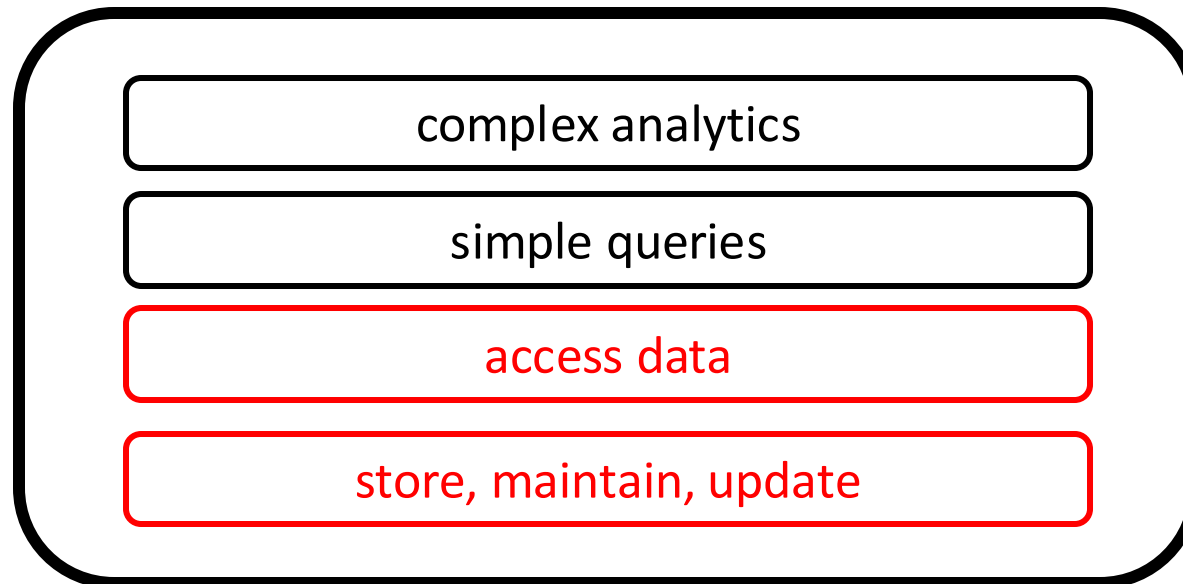 complex analytics
simple queries
access data
store, maintain, update